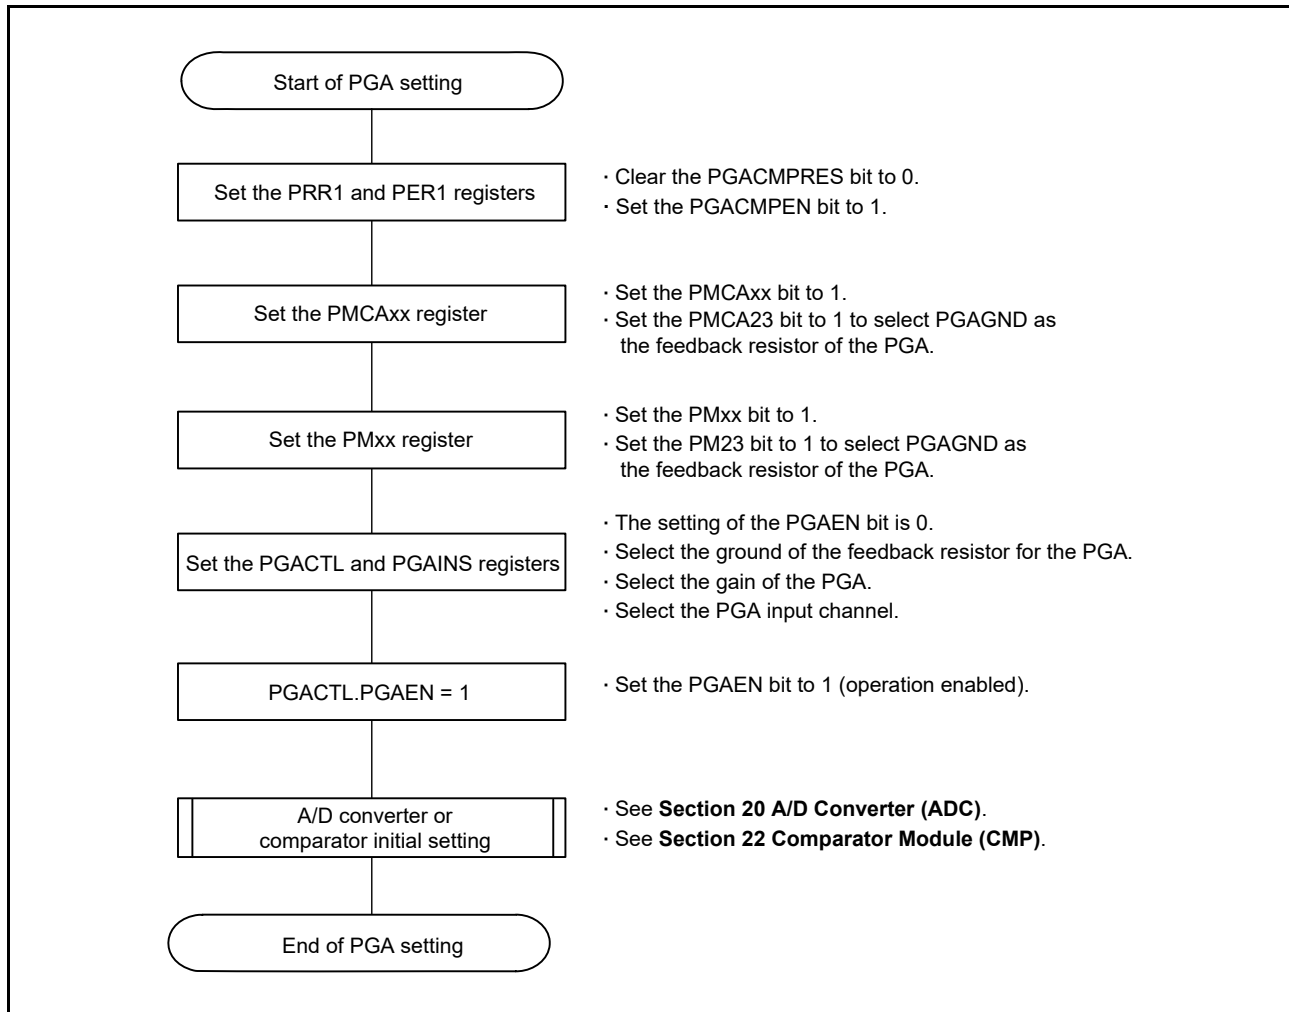 Start of PGA setting
Set the PRR1 and PER1 registers
· Clear the PGACMPRES bit to 0.
· Set the PGACMPEN bit to 1.
Set the PMCAxx register
· Set the PMCAxx bit to 1.
· Set the PMCA23 bit to 1 to select PGAGND as
the feedback resistor of the PGA.
Set the PMxx register
· Set the PMxx bit to 1.
· Set the PM23 bit to 1 to select PGAGND as
the feedback resistor of the PGA.
Set the PGACTL and PGAINS registers
· The setting of the PGAEN bit is 0.
· Select the ground of the feedback resistor for the PGA.
· Select the gain of the PGA.
· Select the PGA input channel.
PGACTL.PGAEN = 1
· Set the PGAEN bit to 1 (operation enabled).
A/D converter or
comparator initial setting
· See Section 20 A/D Converter (ADC).
· See Section 22 Comparator Module (CMP).
End of PGA setting